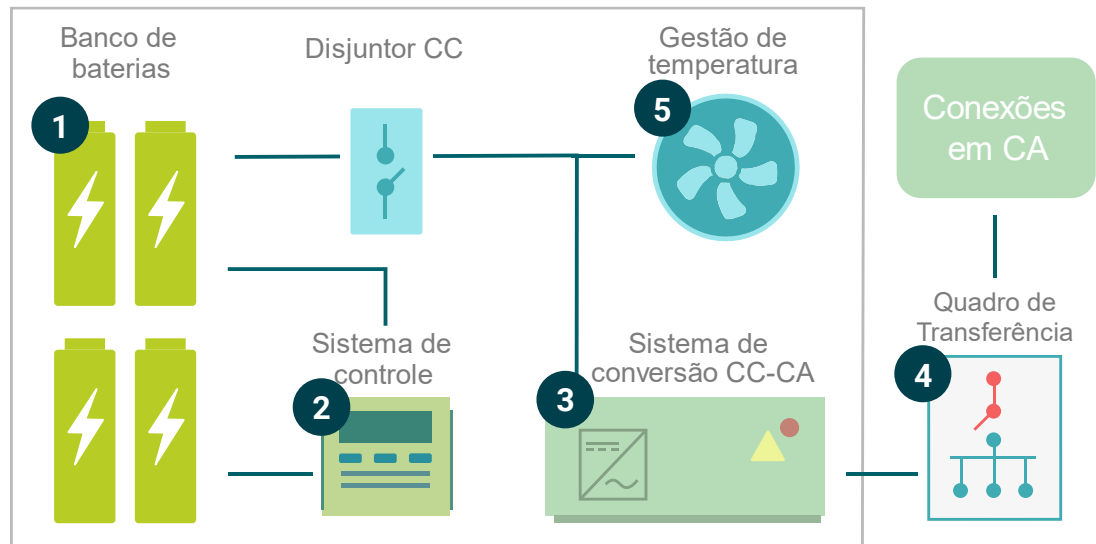 Banco de
baterias
1
Disjuntor CC
Gestão de
temperatura
5
Conexões
em CA
Sistema de
controle
2
Sistema de
conversão CC-CA
3
Quadro de
Transferência
4